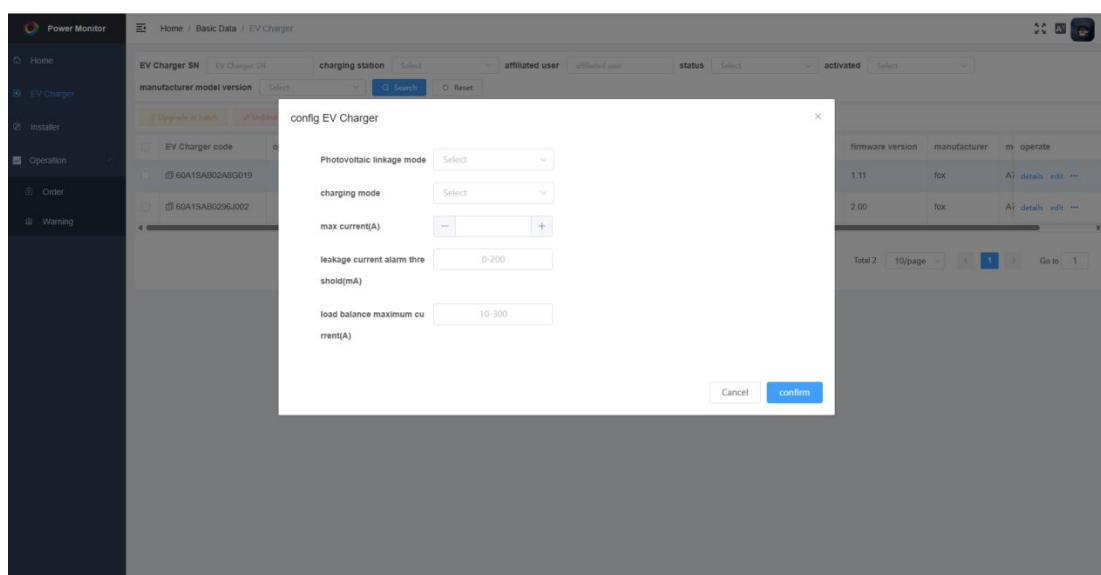 Power Monitor
Home / Basic Data / EV Charger
Home
EV Charger
Installer
Operation
Order
Warning
EV Charger SN EV Charger SN charging station Select affiliated user affiliated user status Select activated Select
manufacturer model version Select Search Reset
Upgrade in batch
EV Charger code firmware version manufacturer operate
60A1SAB02A8G019 1.11 fox details edit ···
60A1SAB0296J002 2.00 fox details edit ···
Total 2 10/page < 1 > Go to 1
config EV Charger ×
Photovoltaic linkage mode Select
charging mode Select
max current(A) − +
leakage current alarm thre 0-200
shold(mA)
load balance maximum cu 10-300
rrent(A)
Cancel confirm